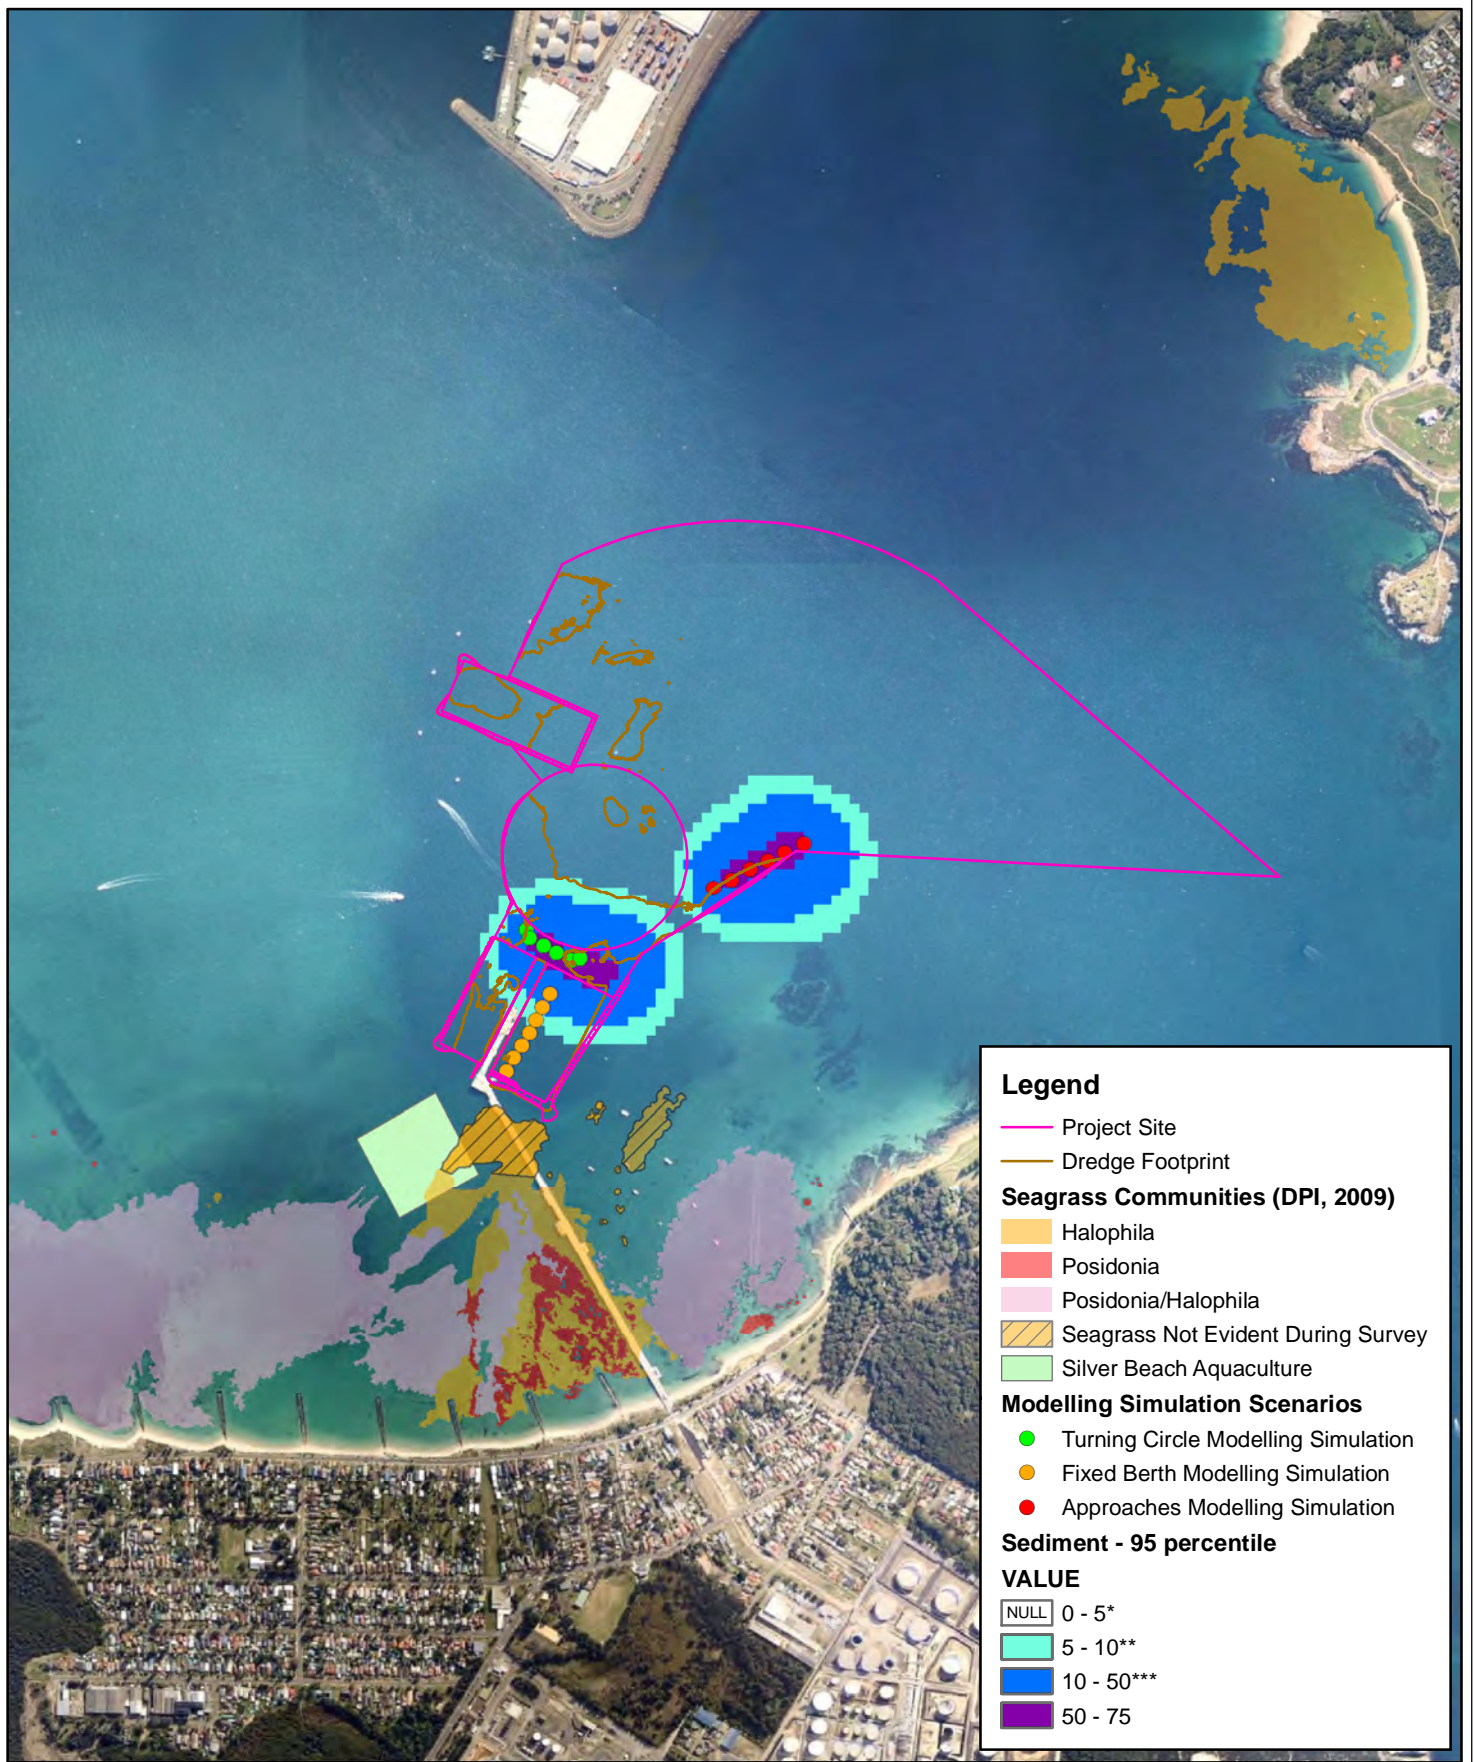 Legend
Project Site
Dredge Footprint
Seagrass Communities (DPI, 2009)
Halophila
Posidonia
Posidonia/Halophila
Seagrass Not Evident During Survey
Silver Beach Aquaculture
Modelling Simulation Scenarios
Turning Circle Modelling Simulation
Fixed Berth Modelling Simulation
Approaches Modelling Simulation
Sediment - 95 percentile
VALUE
NULL 0 - 5*
5 - 10**
10 - 50***
50 - 75